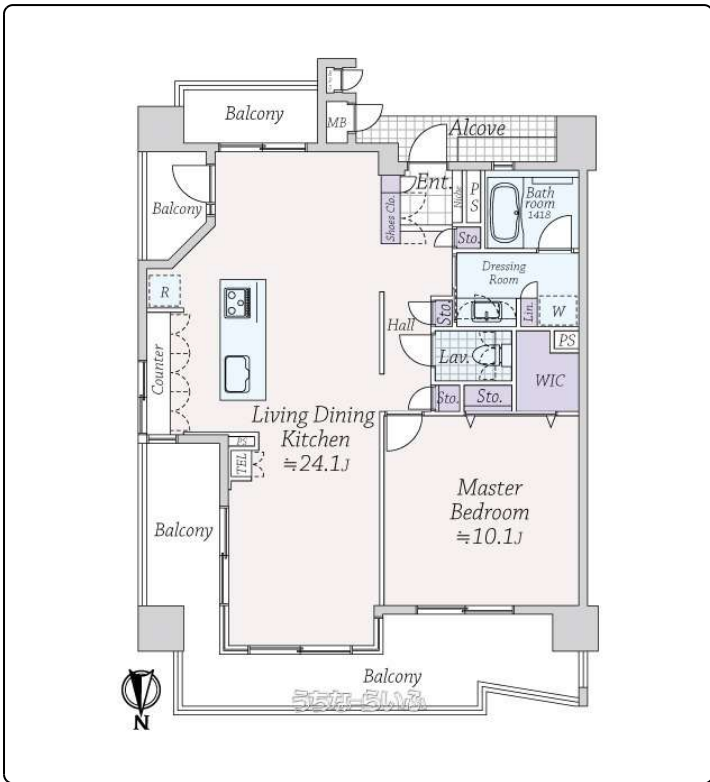 Balcony
MB
Alcove
Balcony
Ent.
Shoes Clo.
Niche
PS
Bath
room
1418
Sto.
R
Dressing
Room
Sto.
Lin.
W
Hall
Counter
Lav.
PS
WIC
Sto.
Sto.
Living Dining
Kitchen
≒24.1J
PS
TEL
Master
Bedroom
≒10.1J
Balcony
Balcony
うちなーらいふ
N